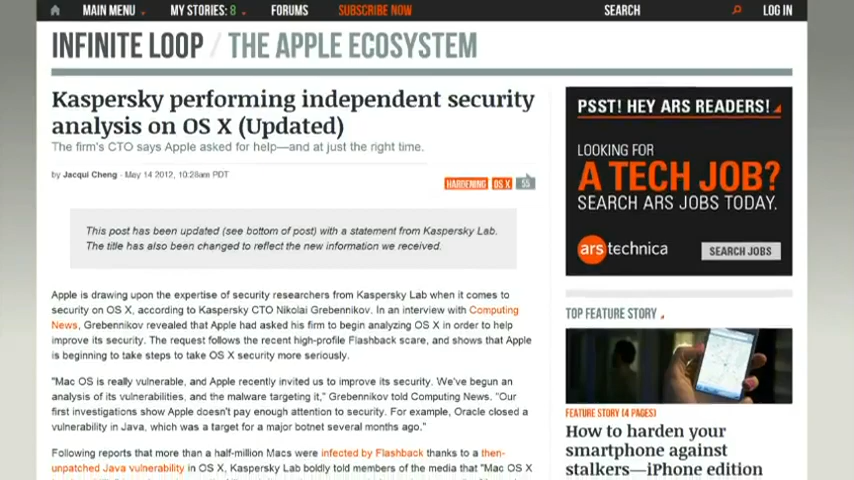 MAIN MENU MY STORIES: 8 FORUMS SUBSCRIBE NOW SEARCH LOG IN
INFINITE LOOP / THE APPLE ECOSYSTEM
Kaspersky performing independent security
analysis on OS X (Updated)
The firm's CTO says Apple asked for help—and at just the right time.
by Jacqui Cheng - May 14 2012, 10:28am PDT
HARDENING OS X 55
This post has been updated (see bottom of post) with a statement from Kaspersky Lab.
The title has also been changed to reflect the new information we received.
Apple is drawing upon the expertise of security researchers from Kaspersky Lab when it comes to
security on OS X, according to Kaspersky CTO Nikolai Grebennikov. In an interview with Computing
News, Grebennikov revealed that Apple had asked his firm to begin analyzing OS X in order to help
improve its security. The request follows the recent high-profile Flashback scare, and shows that Apple
is beginning to take steps to take OS X security more seriously.
"Mac OS is really vulnerable, and Apple recently invited us to improve its security. We've begun an
analysis of its vulnerabilities, and the malware targeting it," Grebennikov told Computing News. "Our
first investigations show Apple doesn't pay enough attention to security. For example, Oracle closed a
vulnerability in Java, which was a target for a major botnet several months ago."
Following reports that more than a half-million Macs were infected by Flashback thanks to a then-
unpatched Java vulnerability in OS X, Kaspersky Lab boldly told members of the media that "Mac OS X
PSST! HEY ARS READERS!
LOOKING FOR
A TECH JOB?
SEARCH ARS JOBS TODAY.
ars technica SEARCH JOBS
TOP FEATURE STORY
FEATURE STORY (4 PAGES)
How to harden your
smartphone against
stalkers—iPhone edition